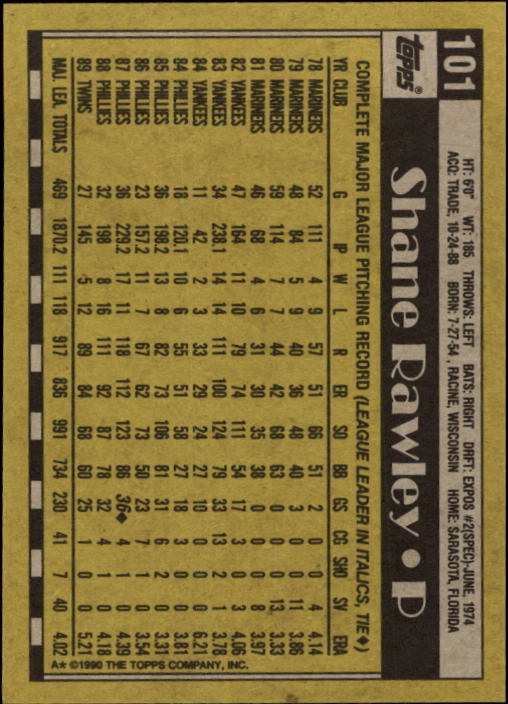 101
topps®
HT: 6'0" WT: 185 THROWS: LEFT BATS: RIGHT DRFT: EXPOS #2(SPEC)-JUNE, 1974
ACQ: TRADE, 10-24-88 BORN: 7-27-54, RACINE, WISCONSIN HOME: SARASOTA, FLORIDA
Shane Rawley • P
COMPLETE MAJOR LEAGUE PITCHING RECORD (LEAGUE LEADER IN ITALICS, TIE♦)
YR CLUB G IP W L R ER SO BB GS CG SHO SV ERA
78 MARINERS 52 111 4 9 57 51 66 51 2 0 0 4 4.14
79 MARINERS 48 84 5 9 40 36 48 40 3 0 0 11 3.86
80 MARINERS 59 114 7 7 44 42 68 63 0 0 0 13 3.33
81 MARINERS 46 68 4 6 31 30 35 38 0 0 0 8 3.97
82 YANKEES 47 164 11 10 79 74 111 54 17 3 0 3 4.06
83 YANKEES 34 238.1 14 14 111 100 124 79 33 13 2 1 3.78
84 YANKEES 11 42 2 3 33 29 24 27 10 0 0 0 6.21
84 PHILLIES 18 120.1 10 6 55 51 58 27 18 3 0 0 3.81
85 PHILLIES 36 198.2 13 8 82 73 106 81 31 6 2 0 3.31
86 PHILLIES 23 157.2 11 7 67 62 73 50 23 7 1 0 3.54
87 PHILLIES 36 229.2 17 11 118 112 123 86 36♦ 4 1 0 4.39
88 PHILLIES 32 198 8 16 111 92 87 78 32 4 1 0 4.18
89 TWINS 27 145 5 12 89 84 68 60 25 1 0 0 5.21
MAJ. LEA. TOTALS 469 1870.2 111 118 917 836 991 734 230 41 7 40 4.02
A* ©1990 THE TOPPS COMPANY, INC.